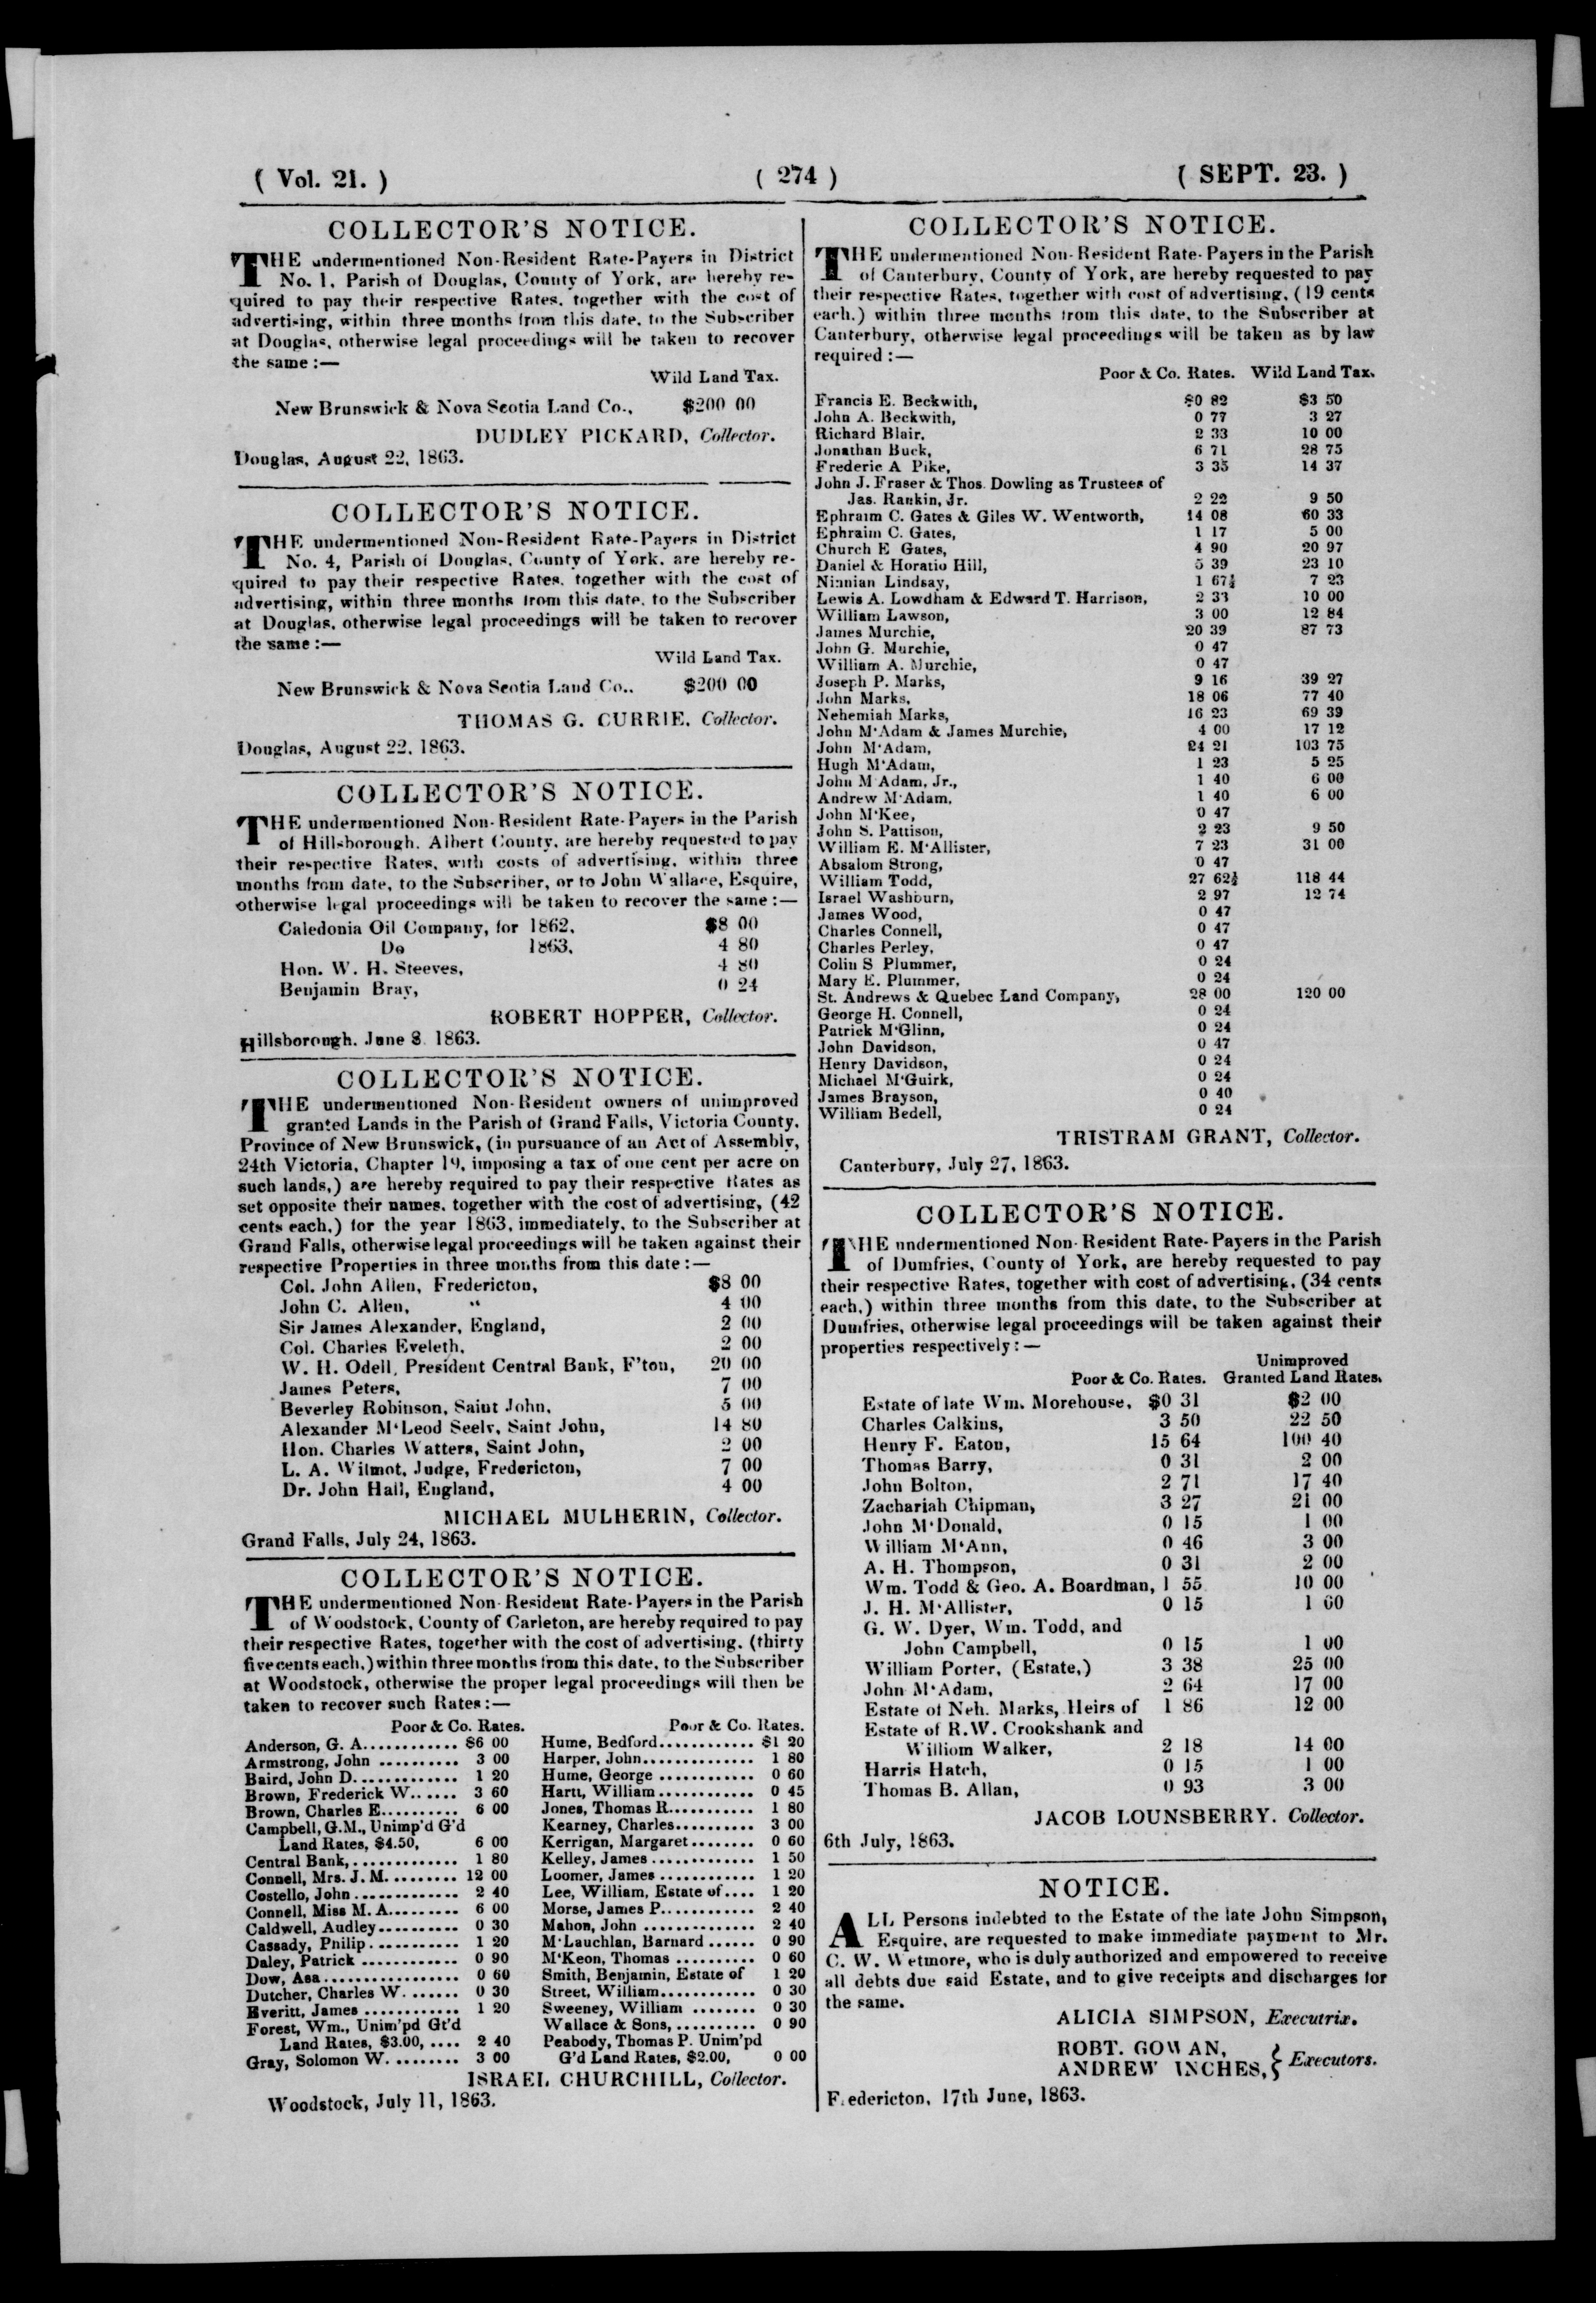 ( Vol. 21. )
( 274 )
( SEPT. 23. )
COLLECTOR'S NOTICE.
THE undermentioned Non-Resident Rate-Payers in District
No. 1, Parish of Douglas, County of York, are hereby re-
quired to pay their respective Rates, together with the cost of
advertising, within three months from this date, to the Subscriber
at Douglas, otherwise legal proceedings will be taken to recover
the same :—
Wild Land Tax.
New Brunswick & Nova Scotia Land Co., $200 00
DUDLEY PICKARD, Collector.
Douglas, August 22, 1863.
COLLECTOR'S NOTICE.
THE undermentioned Non-Resident Rate-Payers in District
No. 4, Parish of Douglas, County of York, are hereby re-
quired to pay their respective Rates, together with the cost of
advertising, within three months from this date, to the Subscriber
at Douglas, otherwise legal proceedings will be taken to recover
the same :—
Wild Land Tax.
New Brunswick & Nova Scotia Land Co.. $200 00
THOMAS G. CURRIE, Collector.
Douglas, August 22, 1863.
COLLECTOR'S NOTICE.
THE undermentioned Non-Resident Rate-Payers in the Parish
of Hillsborough, Albert County, are hereby requested to pay
their respective Rates, with costs of advertising, within three
months from date, to the Subscriber, or to John Wallace, Esquire,
otherwise legal proceedings will be taken to recover the same :—
Caledonia Oil Company, for 1862, $8 00
Do 1863, 4 80
Hon. W. H. Steeves, 4 80
Benjamin Bray, 0 24
ROBERT HOPPER, Collector.
Hillsborough, June 8 1863.
COLLECTOR'S NOTICE.
THE undermentioned Non-Resident owners of unimproved
granted Lands in the Parish of Grand Falls, Victoria County,
Province of New Brunswick, (in pursuance of an Act of Assembly,
24th Victoria, Chapter 19, imposing a tax of one cent per acre on
such lands,) are hereby required to pay their respective Rates as
set opposite their names, together with the cost of advertising, (42
cents each,) for the year 1863, immediately, to the Subscriber at
Grand Falls, otherwise legal proceedings will be taken against their
respective Properties in three months from this date :—
Col. John Allen, Fredericton, $8 00
John C. Allen, " 4 00
Sir James Alexander, England, 2 00
Col. Charles Eveleth, 2 00
W. H. Odell, President Central Bank, F'ton, 20 00
James Peters, 7 00
Beverley Robinson, Saint John, 5 00
Alexander M'Leod Seely, Saint John, 14 80
Hon. Charles Watters, Saint John, 2 00
L. A. Wilmot, Judge, Fredericton, 7 00
Dr. John Hall, England, 4 00
MICHAEL MULHERIN, Collector.
Grand Falls, July 24, 1863.
COLLECTOR'S NOTICE.
THE undermentioned Non-Resident Rate-Payers in the Parish
of Woodstock, County of Carleton, are hereby required to pay
their respective Rates, together with the cost of advertising, (thirty
five cents each,) within three months from this date, to the Subscriber
at Woodstock, otherwise the proper legal proceedings will then be
taken to recover such Rates :—
Poor & Co. Rates.
Anderson, G. A............ $6 00
Armstrong, John .......... 3 00
Baird, John D............. 1 20
Brown, Frederick W...... 3 60
Brown, Charles E.......... 6 00
Campbell, G.M., Unimp'd G'd
Land Rates, $4.50, 6 00
Central Bank,............. 1 80
Connell, Mrs. J. M......... 12 00
Costello, John............. 2 40
Connell, Miss M. A......... 6 00
Caldwell, Audley.......... 0 30
Cassady, Philip............ 1 20
Daley, Patrick ............ 0 90
Dow, Asa................. 0 60
Dutcher, Charles W. ...... 0 30
Everitt, James ............ 1 20
Forest, Wm., Unim'pd Gt'd
Land Rates, $3.00, .... 2 40
Gray, Solomon W. ......... 3 00
Poor & Co. Rates.
Hume, Bedford............ $1 20
Harper, John.............. 1 80
Hume, George ............ 0 60
Hartt, William............ 0 45
Jones, Thomas R........... 1 80
Kearney, Charles.......... 3 00
Kerrigan, Margaret........ 0 60
Kelley, James ............. 1 50
Loomer, James ............ 1 20
Lee, William, Estate of.... 1 20
Morse, James P............ 2 40
Mahon, John .............. 2 40
M'Lauchlan, Barnard ...... 0 90
M'Keon, Thomas .......... 0 60
Smith, Benjamin, Estate of 1 20
Street, William............ 0 30
Sweeney, William ........ 0 30
Wallace & Sons,.......... 0 90
Peabody, Thomas P. Unim'pd
G'd Land Rates, $2.00, 0 00
ISRAEL CHURCHILL, Collector.
Woodstock, July 11, 1863.
COLLECTOR'S NOTICE.
THE undermentioned Non-Resident Rate-Payers in the Parish
of Canterbury, County of York, are hereby requested to pay
their respective Rates, together with cost of advertising, (19 cents
each,) within three months from this date, to the Subscriber at
Canterbury, otherwise legal proceedings will be taken as by law
required :—
Poor & Co. Rates. Wild Land Tax.
Francis E. Beckwith, $0 82 $3 50
John A. Beckwith, 0 77 3 27
Richard Blair, 2 33 10 00
Jonathan Buck, 6 71 28 75
Frederic A Pike, 3 35 14 37
John J. Fraser & Thos. Dowling as Trustees of
Jas. Rankin, Jr. 2 22 9 50
Ephraim C. Gates & Giles W. Wentworth, 14 08 60 33
Ephraim C. Gates, 1 17 5 00
Church E Gates, 4 90 20 97
Daniel & Horatio Hill, 5 39 23 10
Ninnian Lindsay, 1 67½ 7 23
Lewis A. Lowdham & Edward T. Harrison, 2 33 10 00
William Lawson, 3 00 12 84
James Murchie, 20 39 87 73
John G. Murchie, 0 47
William A. Murchie, 0 47
Joseph P. Marks, 9 16 39 27
John Marks, 18 06 77 40
Nehemiah Marks, 16 23 69 39
John M'Adam & James Murchie, 4 00 17 12
John M'Adam, 24 21 103 75
Hugh M'Adam, 1 23 5 25
John M Adam, Jr., 1 40 6 00
Andrew M'Adam, 1 40 6 00
John M'Kee, 0 47
John S. Pattison, 2 23 9 50
William E. M'Allister, 7 23 31 00
Absalom Strong, 0 47
William Todd, 27 62½ 118 44
Israel Washburn, 2 97 12 74
James Wood, 0 47
Charles Connell, 0 47
Charles Perley, 0 47
Colin S Plummer, 0 24
Mary E. Plummer, 0 24
St. Andrews & Quebec Land Company, 28 00 120 00
George H. Connell, 0 24
Patrick M'Glinn, 0 24
John Davidson, 0 47
Henry Davidson, 0 24
Michael M'Guirk, 0 24
James Brayson, 0 40
William Bedell, 0 24
TRISTRAM GRANT, Collector.
Canterbury, July 27, 1863.
COLLECTOR'S NOTICE.
THE undermentioned Non-Resident Rate-Payers in the Parish
of Dumfries, County of York, are hereby requested to pay
their respective Rates, together with cost of advertising, (34 cents
each,) within three months from this date, to the Subscriber at
Dumfries, otherwise legal proceedings will be taken against their
properties respectively :—
Unimproved
Poor & Co. Rates. Granted Land Rates.
Estate of late Wm. Morehouse, $0 31 $2 00
Charles Calkins, 3 50 22 50
Henry F. Eaton, 15 64 100 40
Thomas Barry, 0 31 2 00
John Bolton, 2 71 17 40
Zachariah Chipman, 3 27 21 00
John M'Donald, 0 15 1 00
William M'Ann, 0 46 3 00
A. H. Thompson, 0 31 2 00
Wm. Todd & Geo. A. Boardman, 1 55 10 00
J. H. M'Allister, 0 15 1 00
G. W. Dyer, Wm. Todd, and
John Campbell, 0 15 1 00
William Porter, (Estate,) 3 38 25 00
John M'Adam, 2 64 17 00
Estate of Neh. Marks, Heirs of 1 86 12 00
Estate of R.W. Crookshank and
Williom Walker, 2 18 14 00
Harris Hatch, 0 15 1 00
Thomas B. Allan, 0 93 3 00
JACOB LOUNSBERRY. Collector.
6th July, 1863.
NOTICE.
ALL Persons indebted to the Estate of the late John Simpson,
Esquire, are requested to make immediate payment to Mr.
C. W. Wetmore, who is duly authorized and empowered to receive
all debts due said Estate, and to give receipts and discharges for
the same.
ALICIA SIMPSON, Executrix.
ROBT. GOWAN,
ANDREW INCHES, } Executors.
Fredericton, 17th June, 1863.